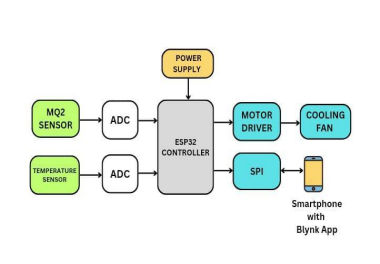 POWER
SUPPLY
MQ2
SENSOR
ADC
ESP32
CONTROLLER
MOTOR
DRIVER
COOLING
FAN
TEMPERATURE
SENSOR
ADC
SPI
Smartphone
with
Blynk App